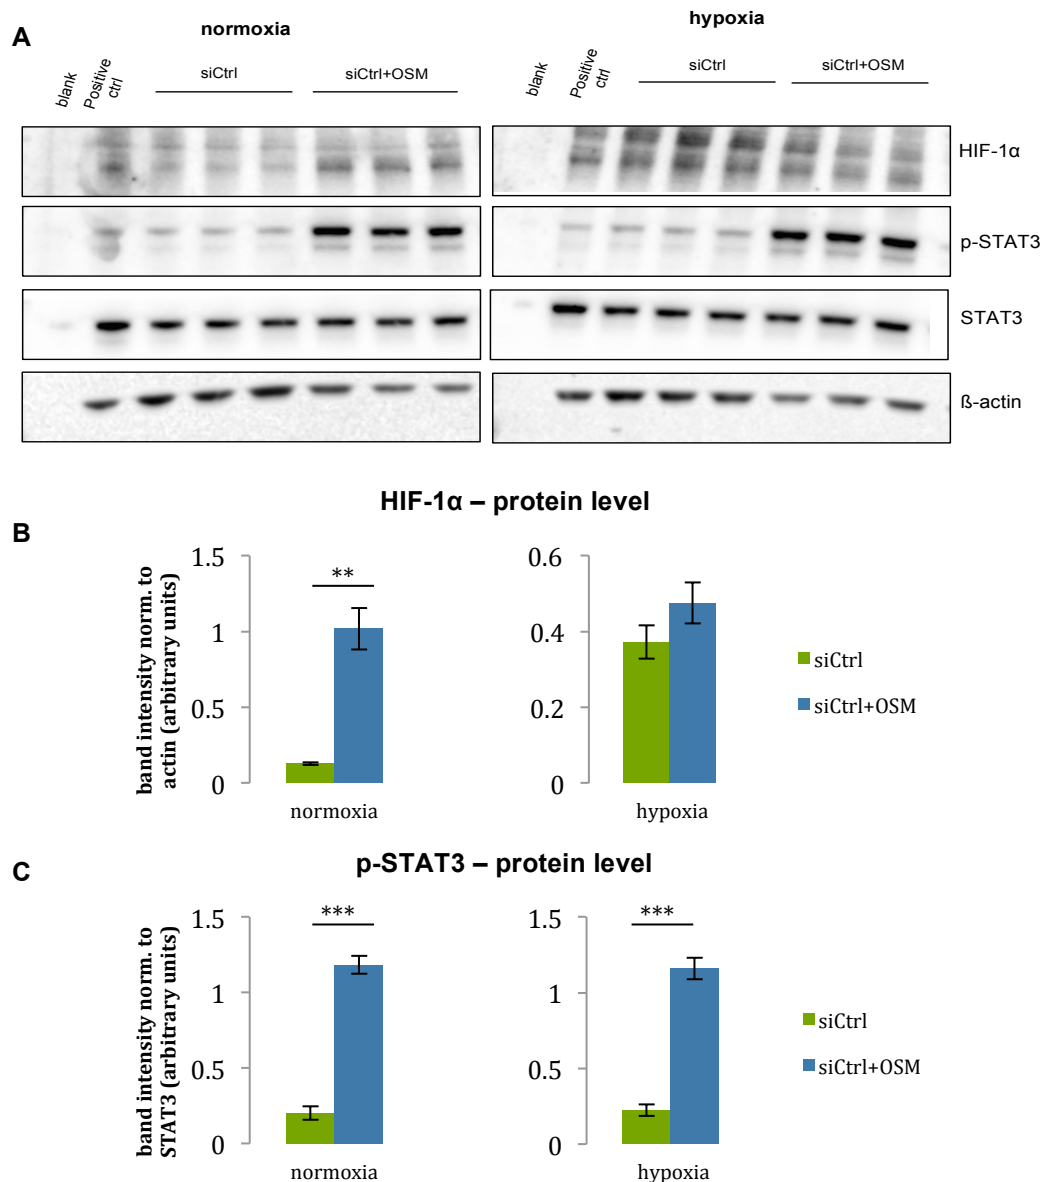 A
normoxia
hypoxia
blank
Positive
ctrl
siCtrl
siCtrl+OSM
blank
Positive
ctrl
siCtrl
siCtrl+OSM
HIF-1α
p-STAT3
STAT3
ß-actin
HIF-1α – protein level
B
band intensity norm. to
actin (arbitrary units)
1.5
1
0.5
0
**
normoxia
0.6
0.4
0.2
0
hypoxia
siCtrl
siCtrl+OSM
p-STAT3 – protein level
C
band intensity norm. to
STAT3 (arbitrary units)
1.5
1
0.5
0
***
normoxia
1.5
1
0.5
0
***
hypoxia
siCtrl
siCtrl+OSM